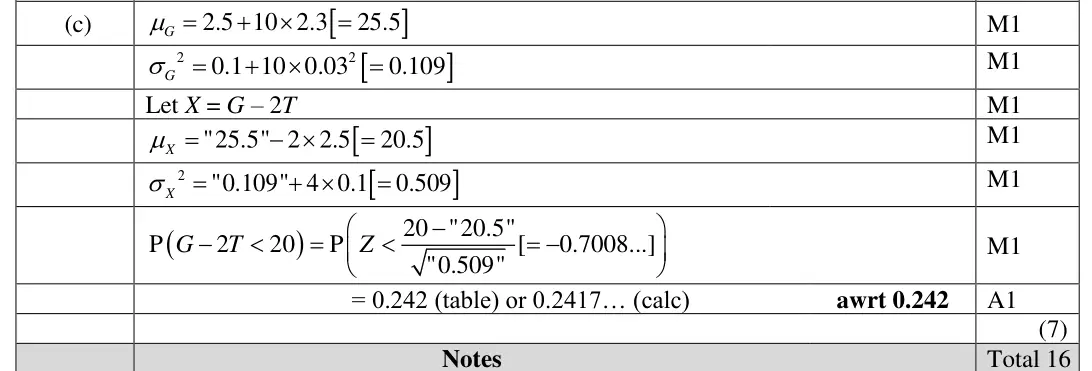 (c) μ_G = 2.5+10×2.3[= 25.5] M1
σ_G² = 0.1+10×0.03²[= 0.109] M1
Let X = G – 2T M1
μ_X = "25.5"–2×2.5[= 20.5] M1
σ_X² = "0.109"+4×0.1[= 0.509] M1
P(G–2T<20) = P(Z < (20–"20.5")/√"0.509" [= –0.7008...]) M1
= 0.242 (table) or 0.2417… (calc) awrt 0.242 A1
(7)
Notes Total 16